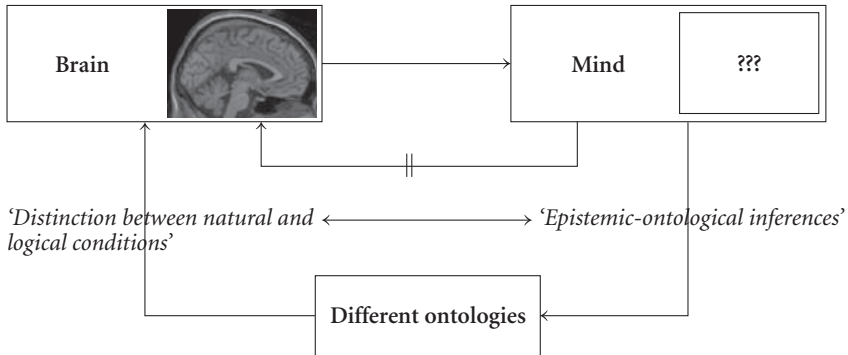 Brain
Mind
???
‘Distinction between natural and
logical conditions’
‘Epistemic-ontological inferences’
Different ontologies